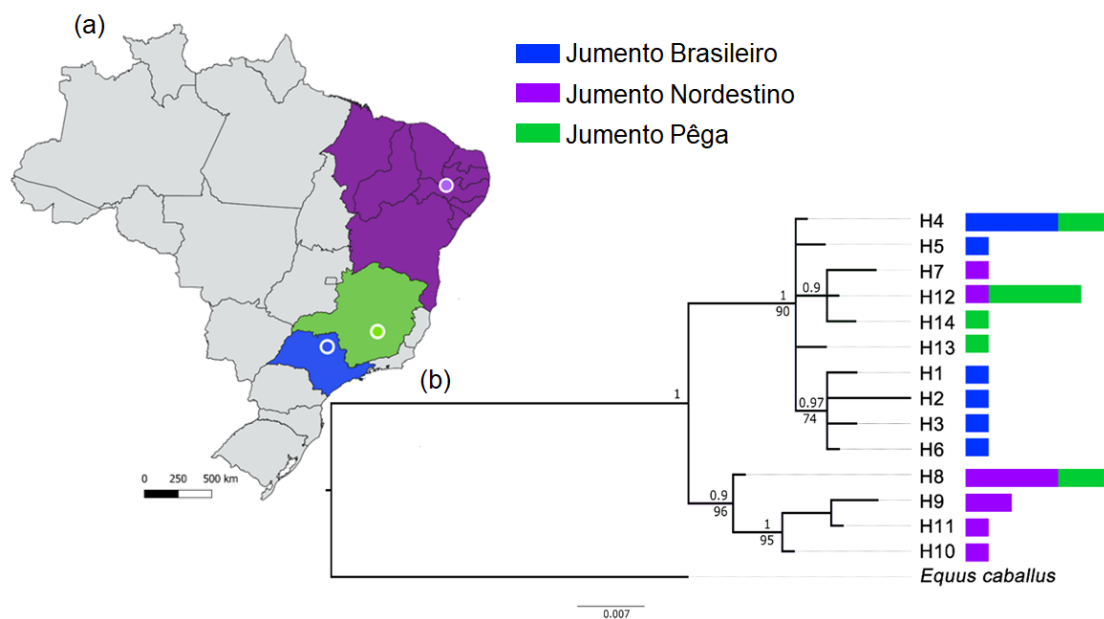 (a)
Jumento Brasileiro
Jumento Nordestino
Jumento Pêga
0 250 500 km
(b)
H4
H5
H7
H12
H14
H13
H1
H2
H3
H6
H8
H9
H11
H10
Equus caballus
1
1
90
0.9
0.97
74
0.9
96
1
95
0.007